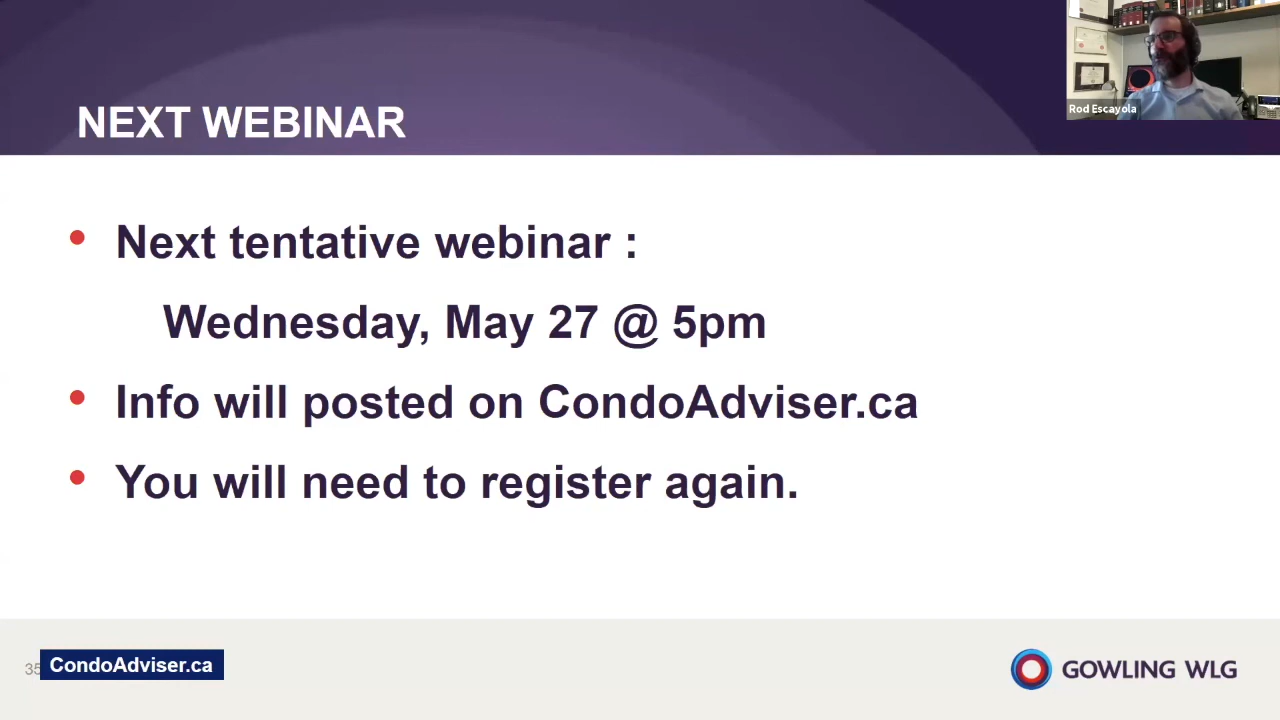 NEXT WEBINAR
Rod Escayola
• Next tentative webinar :
Wednesday, May 27 @ 5pm
• Info will posted on CondoAdviser.ca
• You will need to register again.
35
CondoAdviser.ca
GOWLING WLG